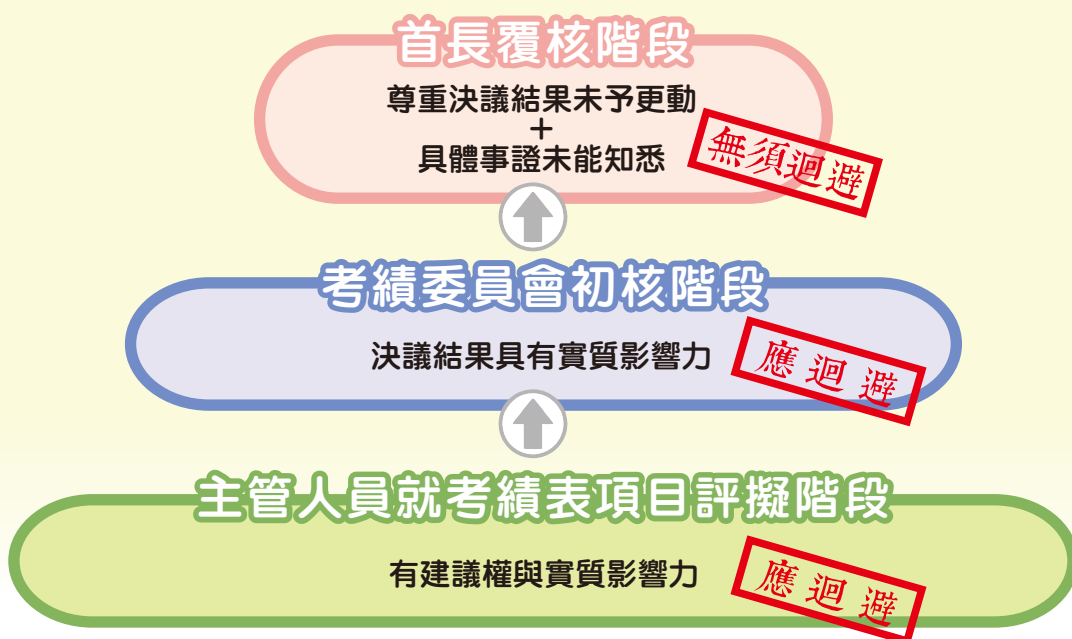 首長覆核階段
尊重決議結果未予更動
+
具體事證未能知悉
無須迴避
考績委員會初核階段
決議結果具有實質影響力
應迴避
主管人員就考績表項目評擬階段
有建議權與實質影響力
應迴避